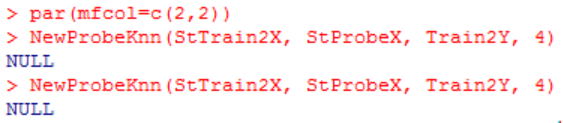 > par(mfcol=c(2,2))
> NewProbeKnn(StTrain2X, StProbeX, Train2Y, 4)
NULL
> NewProbeKnn(StTrain2X, StProbeX, Train2Y, 4)
NULL